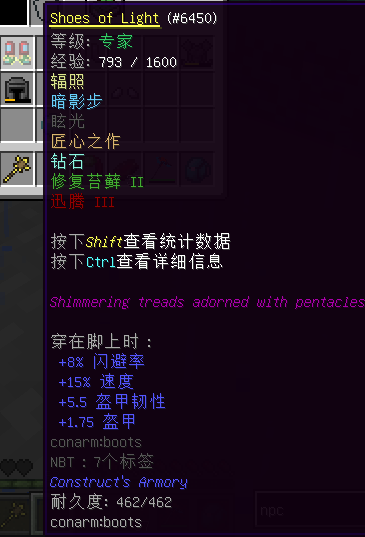 Shoes of Light (#6450)
等级: 专家
经验: 793 / 1600
辐照
暗影步
眩光
匠心之作
钻石
修复苔藓 II
迅腾 III
按下Shift查看统计数据
按下Ctrl查看详细信息
Shimmering treads adorned with pentacles
穿在脚上时：
+8% 闪避率
+15% 速度
+5.5 盔甲韧性
+1.75 盔甲
conarm:boots
NBT：7个标签
Construct's Armory
耐久度: 462/462
conarm:boots
npc